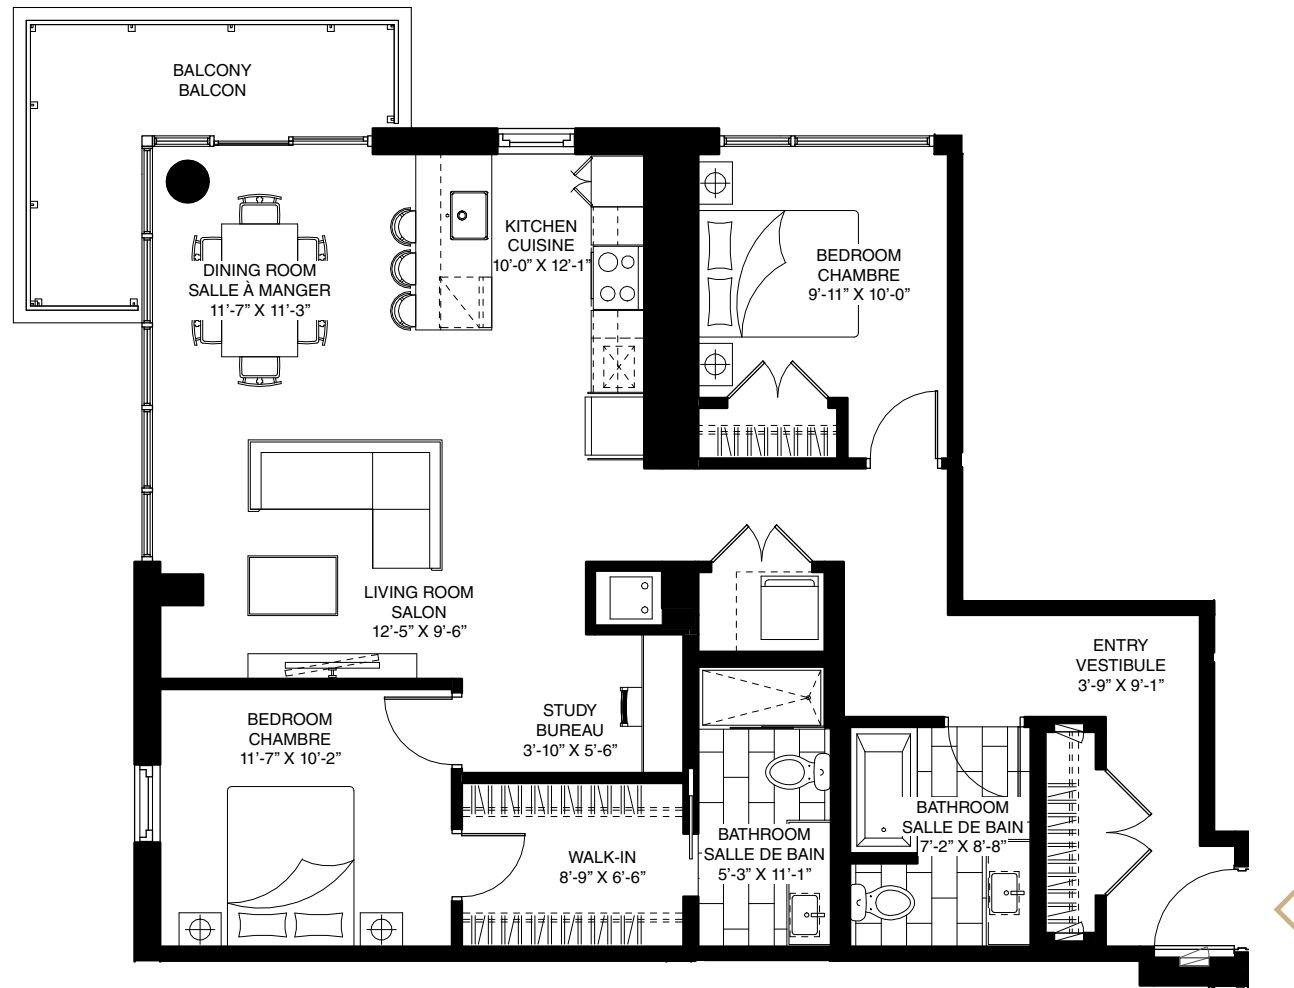 BALCONY
BALCON
KITCHEN
CUISINE
10'-0” X 12'-1”
DINING ROOM
SALLE À MANGER
11'-7” X 11'-3”
BEDROOM
CHAMBRE
9'-11” X 10'-0”
LIVING ROOM
SALON
12'-5” X 9'-6”
ENTRY
VESTIBULE
3'-9” X 9'-1”
STUDY
BUREAU
3'-10” X 5'-6”
BEDROOM
CHAMBRE
11'-7” X 10'-2”
WALK-IN
8'-9” X 6'-6”
BATHROOM
SALLE DE BAIN
5'-3” X 11'-1”
BATHROOM
SALLE DE BAIN
7'-2” X 8'-8”